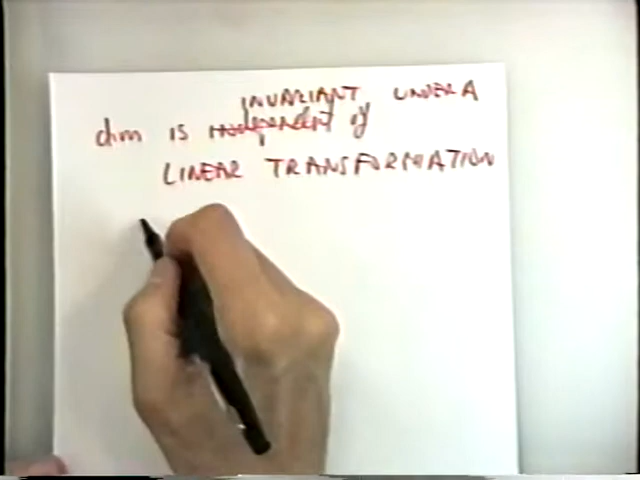 INVARIANT UNDER A
dim is independent of
LINEAR TRANSFORMATION